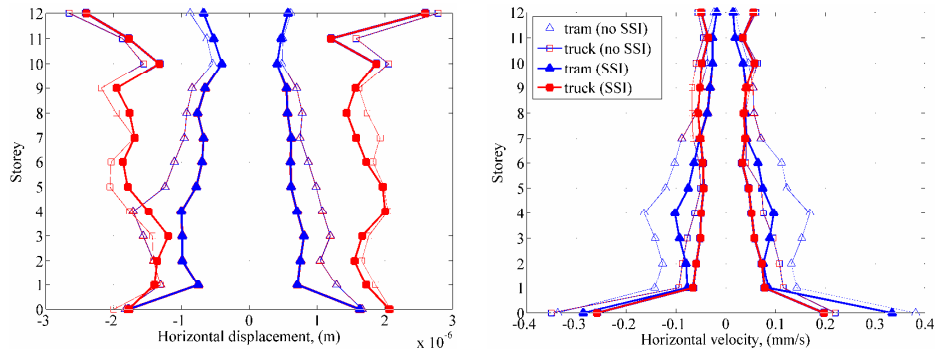 12
11
10
9
8
7
6
5
4
3
2
1
0
Storey
-3 -2 -1 0 1 2 3
Horizontal displacement, (m)
x 10⁻⁶
12
11
10
9
8
7
6
5
4
3
2
1
0
Storey
tram (no SSI)
truck (no SSI)
tram (SSI)
truck (SSI)
-0.4 -0.3 -0.2 -0.1 0 0.1 0.2 0.3 0.4
Horizontal velocity, (mm/s)